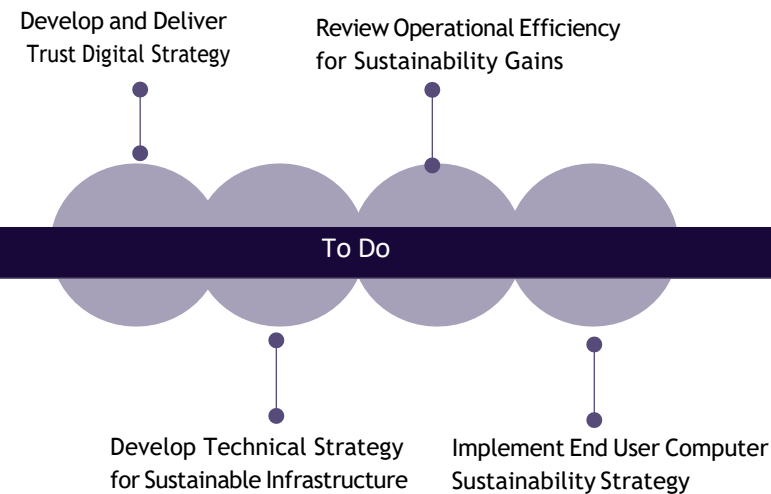 Develop and Deliver
Trust Digital Strategy
Review Operational Efficiency
for Sustainability Gains
To Do
Develop Technical Strategy
for Sustainable Infrastructure
Implement End User Computer
Sustainability Strategy